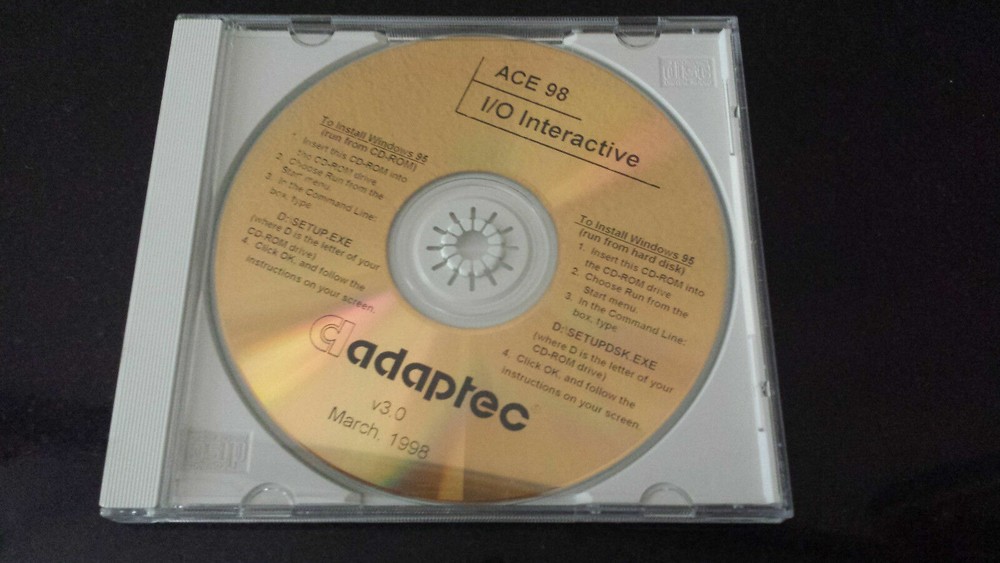 ACE 98
I/O Interactive
To Install Windows 95
(run from CD-ROM)
1. Insert this CD-ROM into
the CD-ROM drive
2. Choose Run from the
Start menu.
3. In the Command Line:
box, type
D:\SETUP.EXE
(where D is the letter of your
CD-ROM drive)
4. Click OK, and follow the
instructions on your screen.
To Install Windows 95
(run from hard disk)
1. Insert this CD-ROM into
the CD-ROM drive
2. Choose Run from the
Start menu.
3. In the Command Line:
box, type
D:\SETUPDSK.EXE
(where D is the letter of your
CD-ROM drive)
4. Click OK, and follow the
instructions on your screen.
adaptec
v3.0
March, 1998
disc